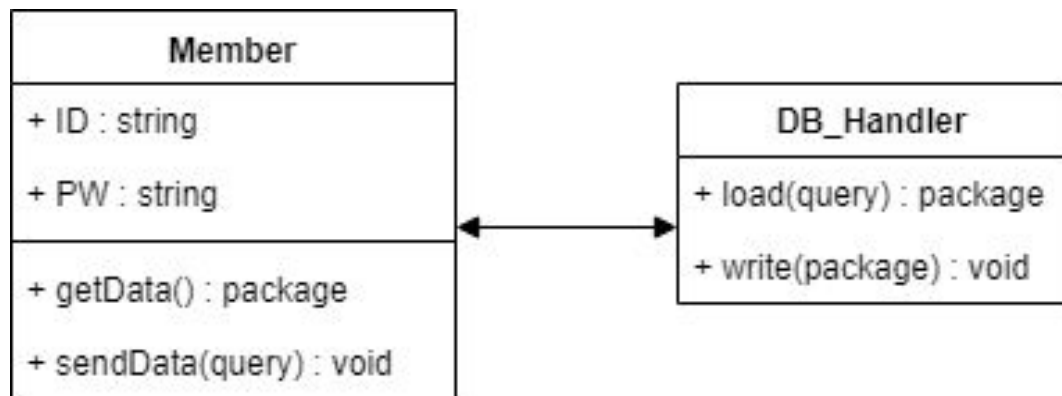 Member
+ ID : string
+ PW : string
+ getData() : package
+ sendData(query) : void
DB_Handler
+ load(query) : package
+ write(package) : void